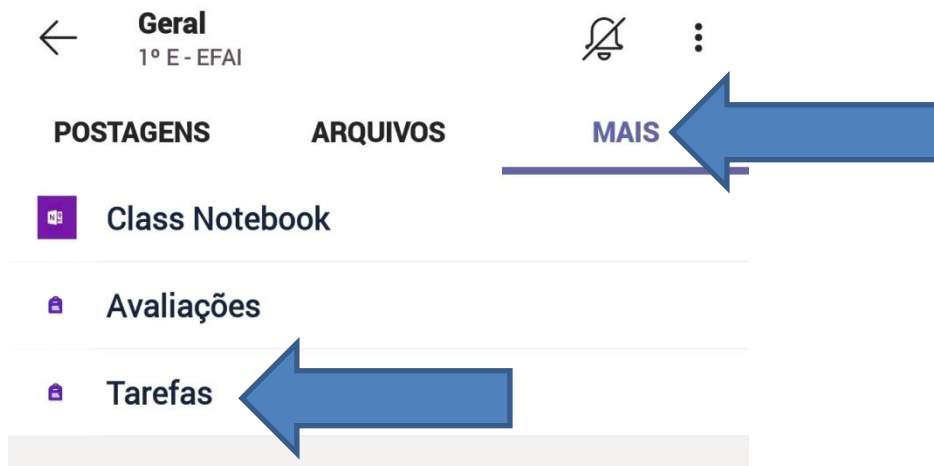 Geral
1º E - EFAI
POSTAGENS ARQUIVOS MAIS
Class Notebook
Avaliações
Tarefas